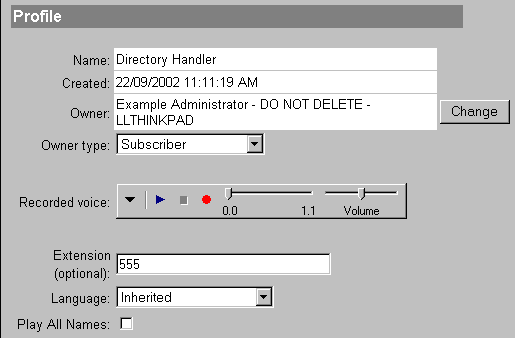 Profile
Name: Directory Handler
Created: 22/09/2002 11:11:19 AM
Owner: Example Administrator - DO NOT DELETE -
LLTHINKPAD
Change
Owner type: Subscriber
Recorded voice:
0.0 1.1 Volume
Extension
(optional): 555
Language: Inherited
Play All Names: